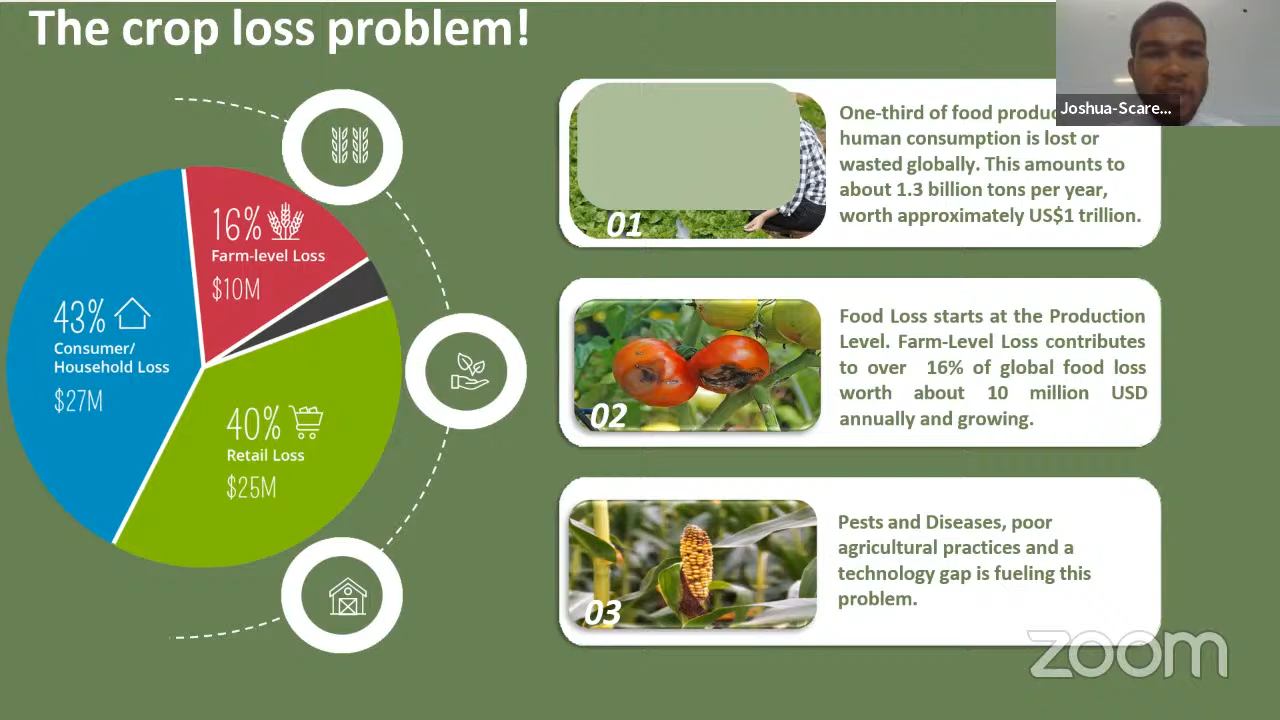 The crop loss problem!
16%
Farm-level Loss
$10M
43%
Consumer/
Household Loss
$27M
40%
Retail Loss
$25M
01
One-third of food produ
human consumption is lost or
wasted globally. This amounts to
about 1.3 billion tons per year,
worth approximately US$1 trillion.
02
Food Loss starts at the Production
Level. Farm-Level Loss contributes
to over 16% of global food loss
worth about 10 million USD
annually and growing.
03
Pests and Diseases, poor
agricultural practices and a
technology gap is fueling this
problem.
Joshua-Scare...
zoom